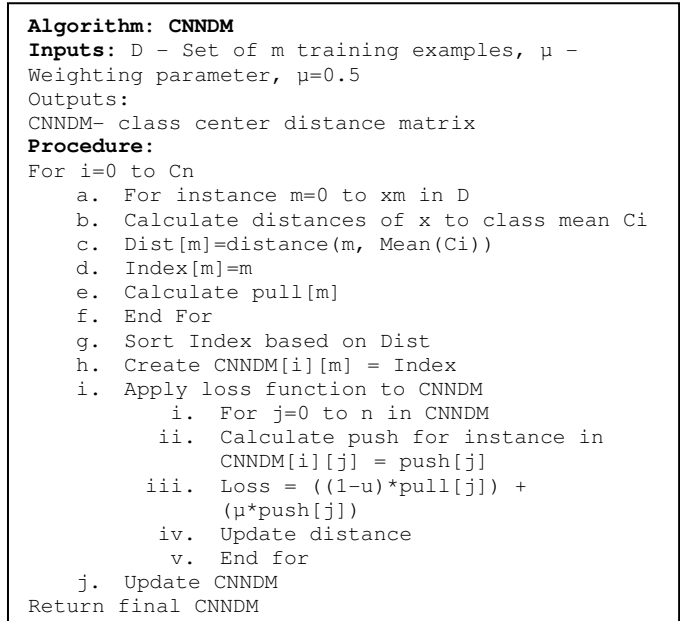 Algorithm: CNNDM
Inputs: D – Set of m training examples, μ –
Weighting parameter, μ=0.5
Outputs:
CNNDM– class center distance matrix
Procedure:
For i=0 to Cn
a. For instance m=0 to xm in D
b. Calculate distances of x to class mean Ci
c. Dist[m]=distance(m, Mean(Ci))
d. Index[m]=m
e. Calculate pull[m]
f. End For
g. Sort Index based on Dist
h. Create CNNDM[i][m] = Index
i. Apply loss function to CNNDM
i. For j=0 to n in CNNDM
ii. Calculate push for instance in
CNNDM[i][j] = push[j]
iii. Loss = ((1–u)*pull[j]) +
(μ*push[j])
iv. Update distance
v. End for
j. Update CNNDM
Return final CNNDM